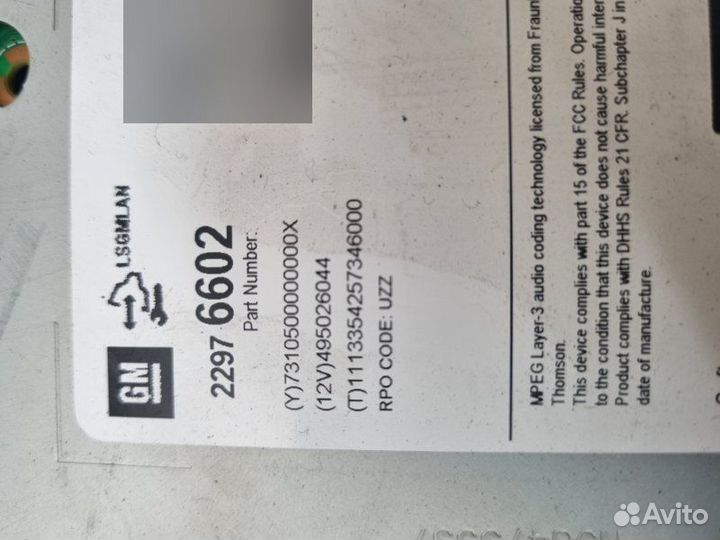 GM
LSGMLAN
2297 6602
Part Number:
(Y)7310500000000X
(12V)495026044
(T)1113354257346000
RPO CODE: UZZ
MPEG Layer-3 audio coding technology licensed from Fraun
Thomson.
This device complies with part 15 of the FCC Rules. Operatio
to the condition that this device does not cause harmful inter
Product complies with DHHS Rules 21 CFR. Subchapter J in
date of manufacture.
Avito